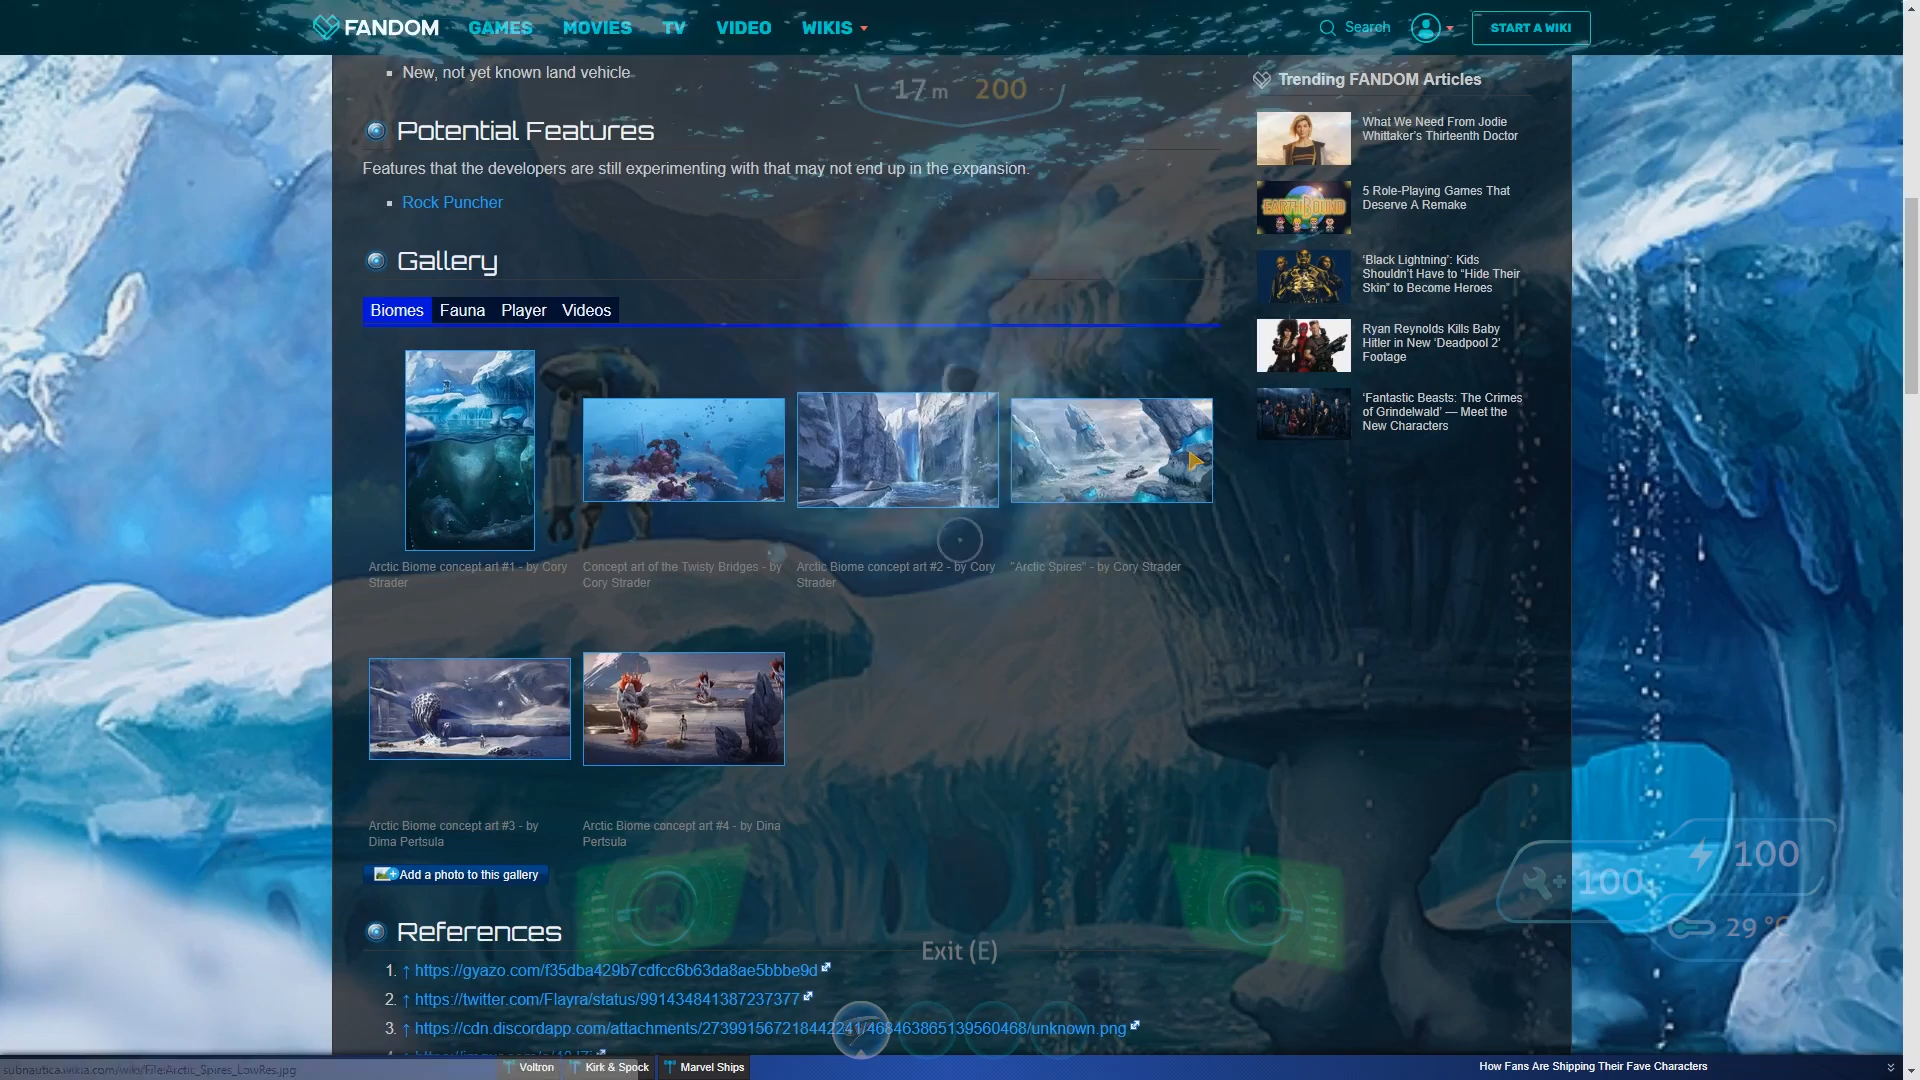 FANDOM GAMES MOVIES TV VIDEO WIKIS Search START A WIKI
New, not yet known land vehicle
17 m 200
Potential Features
Features that the developers are still experimenting with that may not end up in the expansion.
Rock Puncher
Gallery
Biomes Fauna Player Videos
Arctic Biome concept art #1 - by Cory
Strader
Concept art of the Twisty Bridges - by
Cory Strader
Arctic Biome concept art #2 - by Cory
Strader
"Arctic Spires" - by Cory Strader
Arctic Biome concept art #3 - by
Dima Pertsula
Arctic Biome concept art #4 - by Dina
Pertsula
Add a photo to this gallery
References
1. ↑ https://gyazo.com/f35dba429b7cdfcc6b63da8ae5bbbe9d
2. ↑ https://twitter.com/Flayra/status/991434841387237377
3. ↑ https://cdn.discordapp.com/attachments/273991567218442241/468463865139560468/unknown.png
Exit (E)
100
100
29 °C
Trending FANDOM Articles
What We Need From Jodie
Whittaker's Thirteenth Doctor
EARTHBOUND
5 Role-Playing Games That
Deserve A Remake
‘Black Lightning’: Kids
Shouldn’t Have to “Hide Their
Skin” to Become Heroes
Ryan Reynolds Kills Baby
Hitler in New ‘Deadpool 2’
Footage
‘Fantastic Beasts: The Crimes
of Grindelwald’ — Meet the
New Characters
subnautica.wikia.com/wiki/File:Arctic_Spires_LowRes.jpg
Voltron Kirk & Spock Marvel Ships
How Fans Are Shipping Their Fave Characters